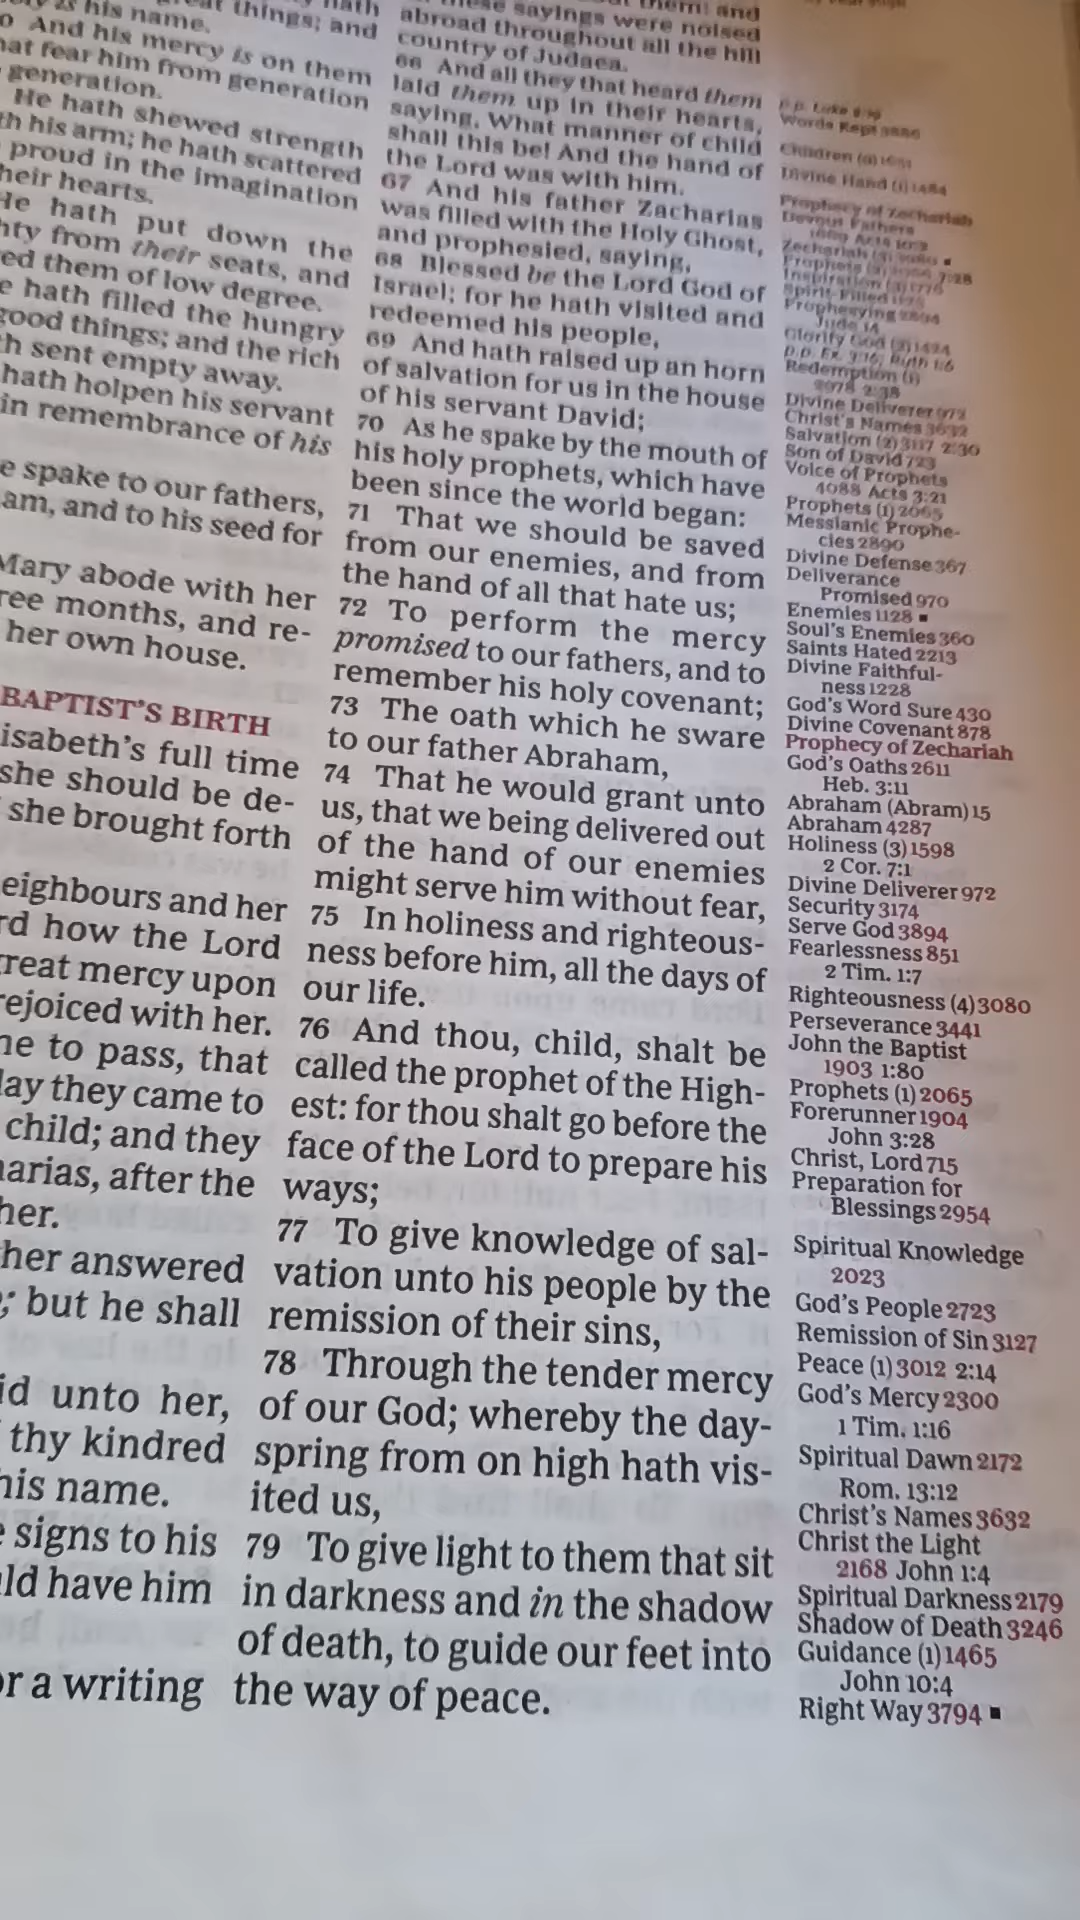 his name.
And his mercy is on them
that fear him from generation
generation.
He hath shewed strength
his arm; he hath scattered
proud in the imagination
their hearts.
He hath put down the
from their seats, and
them of low degree.
hath filled the hungry
good things; and the rich
sent empty away.
hath holpen his servant
in remembrance of his
spake to our fathers,
and to his seed for
Mary abode with her
three months, and re-
her own house.
BAPTIST'S BIRTH
full time
she should be de-
she brought forth
neighbours and her
how the Lord
great mercy upon
rejoiced with her.
to pass, that
they came to
child; and they
after the
answered
but he shall
unto her,
thy kindred
his name.
signs to his
have him
a writing
these sayings were noised
abroad throughout all the hill
country of Judaea.
66 And all they that heard them
laid them up in their hearts,
saying, What manner of child
shall this be! And the hand of
the Lord was with him.
67 And his father Zacharias
was filled with the Holy Ghost,
and prophesied, saying,
68 Blessed be the Lord God of
Israel; for he hath visited and
redeemed his people,
69 And hath raised up an horn
of salvation for us in the house
of his servant David;
70 As he spake by the mouth of
his holy prophets, which have
been since the world began:
71 That we should be saved
from our enemies, and from
the hand of all that hate us;
72 To perform the mercy
promised to our fathers, and to
remember his holy covenant;
73 The oath which he sware
to our father Abraham,
74 That he would grant unto
us, that we being delivered out
of the hand of our enemies
might serve him without fear,
75 In holiness and righteous-
ness before him, all the days of
our life.
76 And thou, child, shalt be
called the prophet of the High-
est: for thou shalt go before the
face of the Lord to prepare his
ways;
77 To give knowledge of sal-
vation unto his people by the
remission of their sins,
78 Through the tender mercy
of our God; whereby the day-
spring from on high hath vis-
ited us,
79 To give light to them that sit
in darkness and in the shadow
of death, to guide our feet into
the way of peace.
Words Kept
Children
Divine Hand (1) 1484
Prophecy of Zechariah
Devout Fathers
Redemption (1)
2978 2:38
Divine Deliverer 972
Christ's Names 3632
Salvation (2) 3117 2:30
Son of David 723
Voice of Prophets
4088 Acts 3:21
Prophets (1) 2065
Messianic Prophe-
cies 2890
Divine Defense 367
Deliverance
Promised 970
Enemies 1128 ▪
Soul's Enemies 360
Saints Hated 2213
Divine Faithful-
ness 1228
God's Word Sure 430
Divine Covenant 878
Prophecy of Zechariah
God's Oaths 2611
Heb. 3:11
Abraham (Abram) 15
Abraham 4287
Holiness (3) 1598
2 Cor. 7:1
Divine Deliverer 972
Security 3174
Serve God 3894
Fearlessness 851
2 Tim. 1:7
Righteousness (4) 3080
Perseverance 3441
John the Baptist
1903 1:80
Prophets (1) 2065
Forerunner 1904
John 3:28
Christ, Lord 715
Preparation for
Blessings 2954
Spiritual Knowledge
2023
God's People 2723
Remission of Sin 3127
Peace (1) 3012 2:14
God's Mercy 2300
1 Tim. 1:16
Spiritual Dawn 2172
Rom. 13:12
Christ's Names 3632
Christ the Light
2168 John 1:4
Spiritual Darkness 2179
Shadow of Death 3246
Guidance (1) 1465
John 10:4
Right Way 3794 ▪